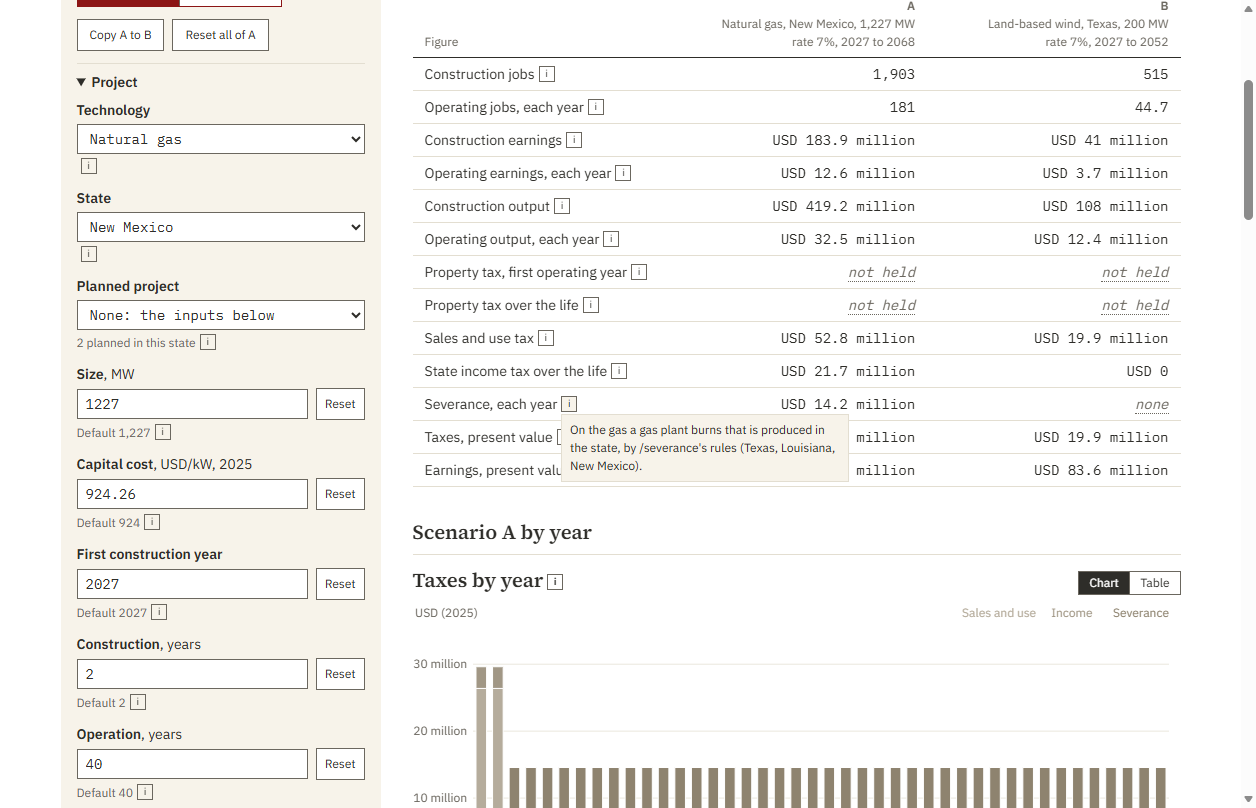 Copy A to B
Reset all of A
▼ Project
Technology
Natural gas
i
State
New Mexico
i
Planned project
None: the inputs below
2 planned in this state i
Size, MW
1227
Reset
Default 1,227 i
Capital cost, USD/kW, 2025
924.26
Reset
Default 924 i
First construction year
2027
Reset
Default 2027 i
Construction, years
2
Reset
Default 2 i
Operation, years
40
Reset
Default 40 i
A B
Natural gas, New Mexico, 1,227 MW Land-based wind, Texas, 200 MW
Figure rate 7%, 2027 to 2068 rate 7%, 2027 to 2052
Construction jobs i 1,903 515
Operating jobs, each year i 181 44.7
Construction earnings i USD 183.9 million USD 41 million
Operating earnings, each year i USD 12.6 million USD 3.7 million
Construction output i USD 419.2 million USD 108 million
Operating output, each year i USD 32.5 million USD 12.4 million
Property tax, first operating year i not held not held
Property tax over the life i not held not held
Sales and use tax i USD 52.8 million USD 19.9 million
State income tax over the life i USD 21.7 million USD 0
Severance, each year i USD 14.2 million none
Taxes, present value million USD 19.9 million
Earnings, present million USD 83.6 million
On the gas a gas plant burns that is produced in
the state, by /severance's rules (Texas, Louisiana,
New Mexico).
Scenario A by year
Taxes by year i
Chart Table
USD (2025)
Sales and use Income Severance
30 million
20 million
10 million